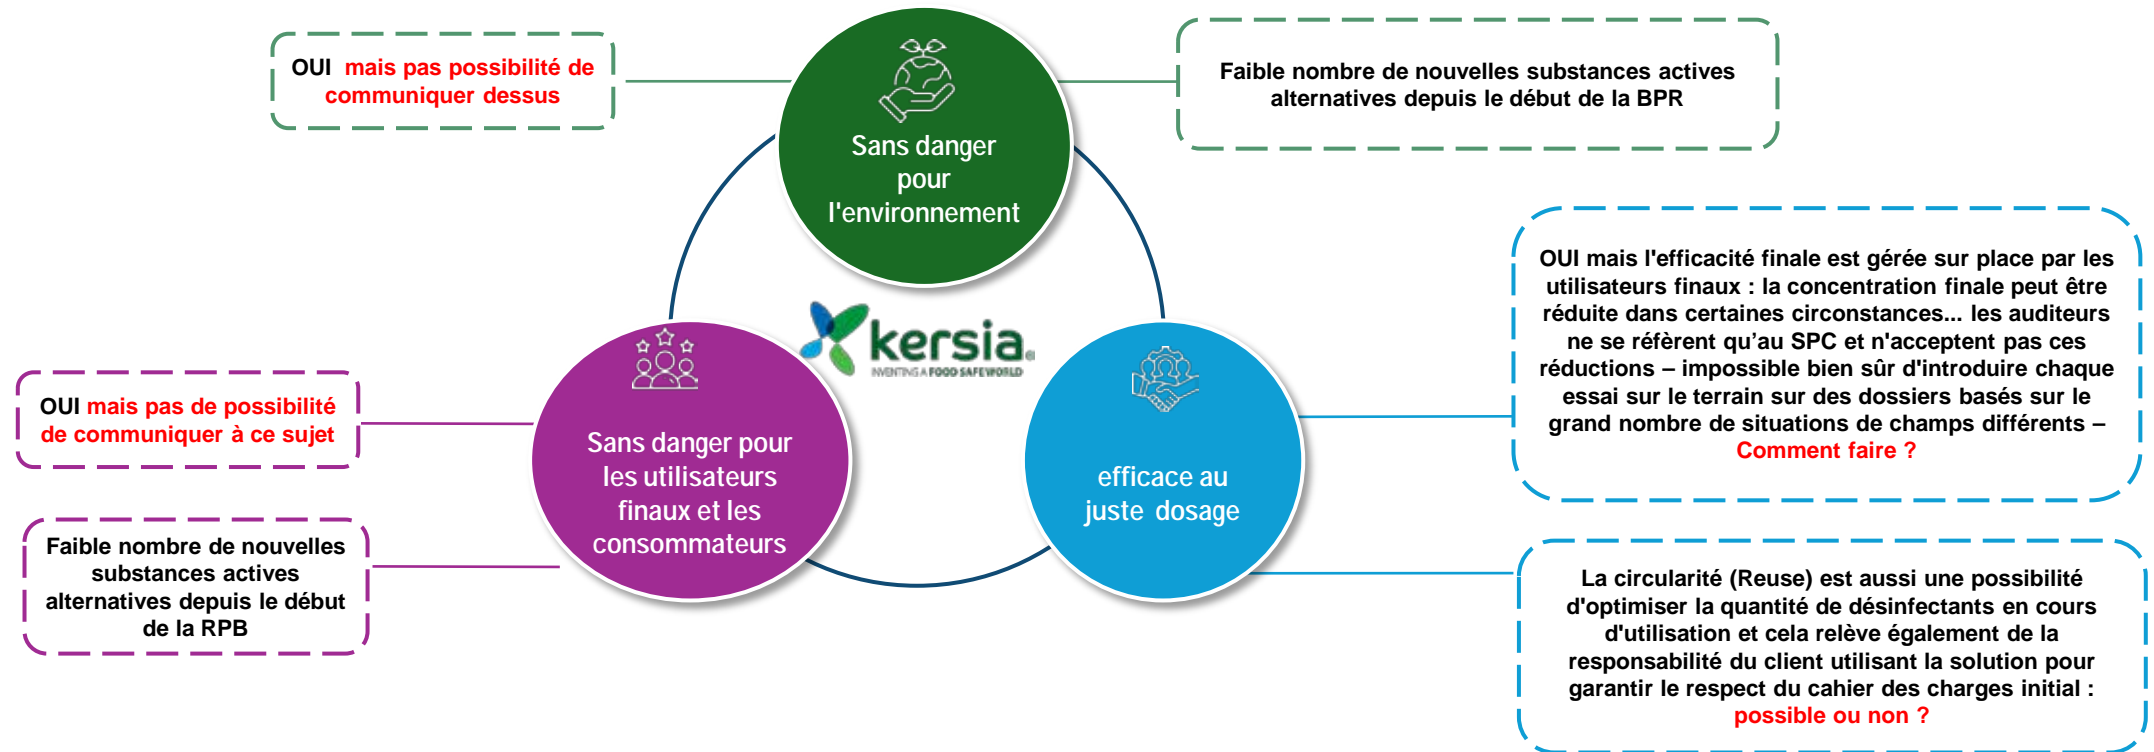 OUI mais pas possibilité de
communiquer dessus
Sans danger
pour
l'environnement
Faible nombre de nouvelles substances actives
alternatives depuis le début de la BPR
OUI mais pas de possibilité
de communiquer à ce sujet
Faible nombre de nouvelles
substances actives
alternatives depuis le début
de la RPB
Sans danger pour
les utilisateurs
finaux et les
consommateurs
kersia
INVENTING A FOOD SAFE WORLD
efficace au
juste dosage
OUI mais l'efficacité finale est gérée sur place par les
utilisateurs finaux : la concentration finale peut être
réduite dans certaines circonstances... les auditeurs
ne se réfèrent qu’au SPC et n'acceptent pas ces
réductions – impossible bien sûr d'introduire chaque
essai sur le terrain sur des dossiers basés sur le
grand nombre de situations de champs différents –
Comment faire ?
La circularité (Reuse) est aussi une possibilité
d'optimiser la quantité de désinfectants en cours
d'utilisation et cela relève également de la
responsabilité du client utilisant la solution pour
garantir le respect du cahier des charges initial :
possible ou non ?